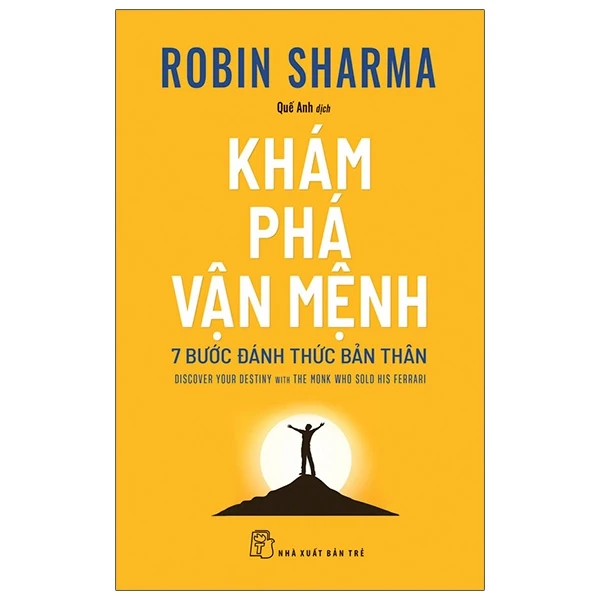 ROBIN SHARMA
Quế Anh dịch
KHÁM
PHÁ
VẬN MỆNH
7 BƯỚC ĐÁNH THỨC BẢN THÂN
DISCOVER YOUR DESTINY WITH THE MONK WHO SOLD HIS FERRARI
NHÀ XUẤT BẢN TRẺ